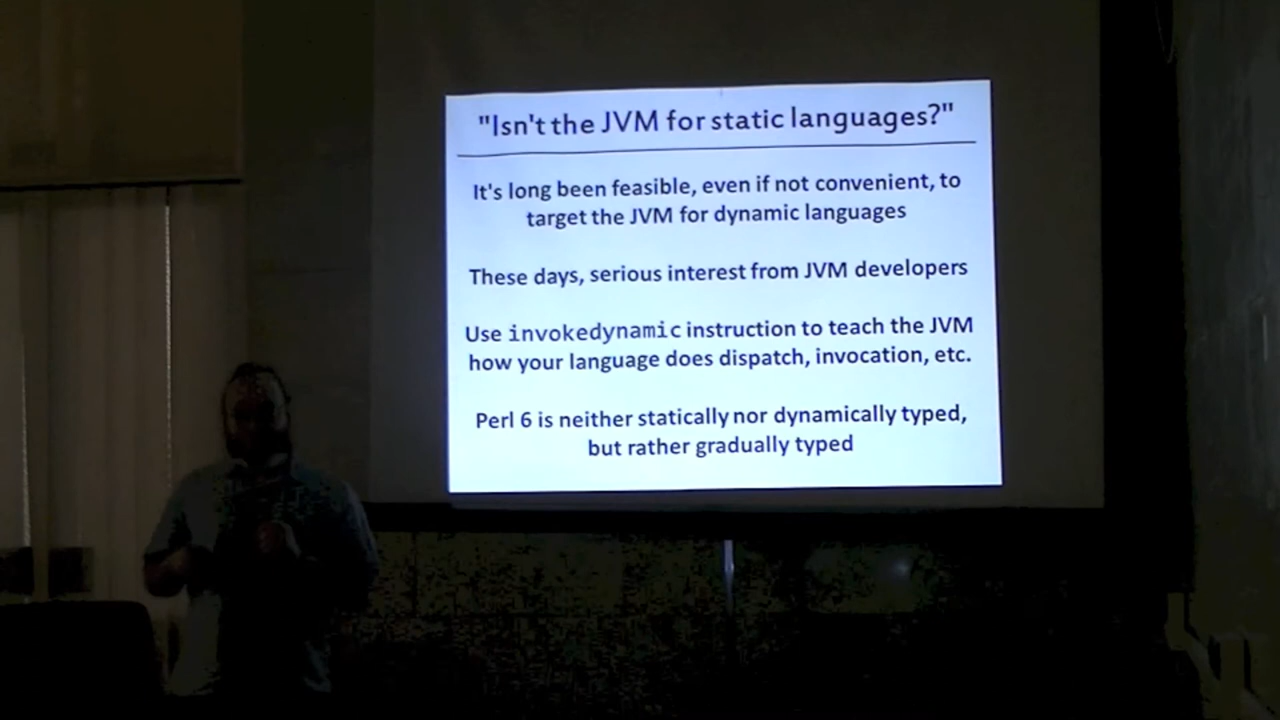 "Isn't the JVM for static languages?"
It's long been feasible, even if not convenient, to
target the JVM for dynamic languages
These days, serious interest from JVM developers
Use invokedynamic instruction to teach the JVM
how your language does dispatch, invocation, etc.
Perl 6 is neither statically nor dynamically typed,
but rather gradually typed